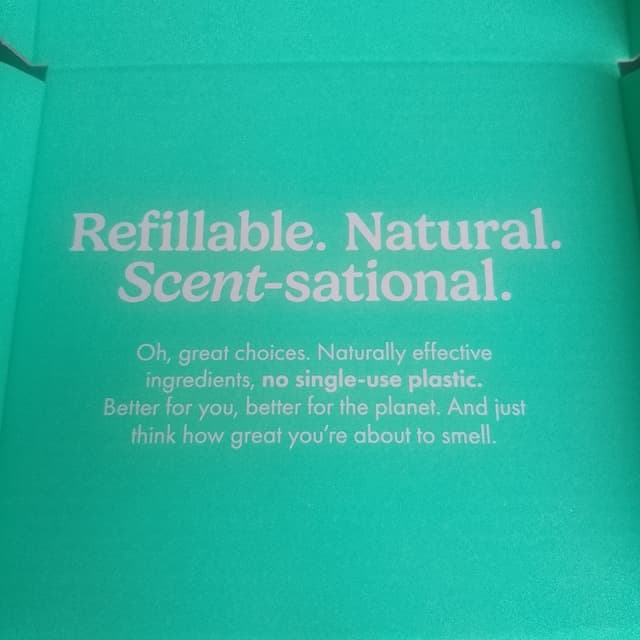 Refillable. Natural.
Scent-sational.
Oh, great choices. Naturally effective
ingredients, no single-use plastic.
Better for you, better for the planet. And just
think how great you're about to smell.